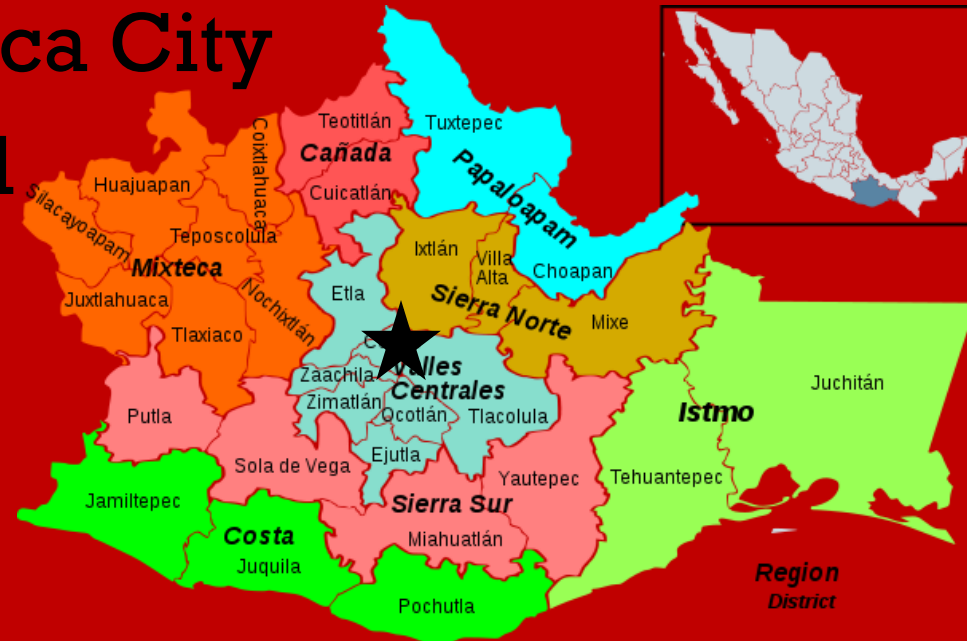 ca City
l
Teotitlán
Cañada
Cuicatlán
Tuxtepec
Papaloapam
Choapan
Coixtlahuaca
Huajuapan
Silacayoapam
Teposcolula
Mixteca
Juxtlahuaca
Nochixtlán
Tlaxiaco
Ixtlán
Villa
Alta
Sierra Norte
Mixe
Etla
Valles
Centrales
Zaachila
Zimatlán
Ocotlán
Tlacolula
Ejutla
Juchitán
Istmo
Tehuantepec
Putla
Sola de Vega
Yautepec
Sierra Sur
Miahuatlán
Jamiltepec
Costa
Juquila
Pochutla
Region
District